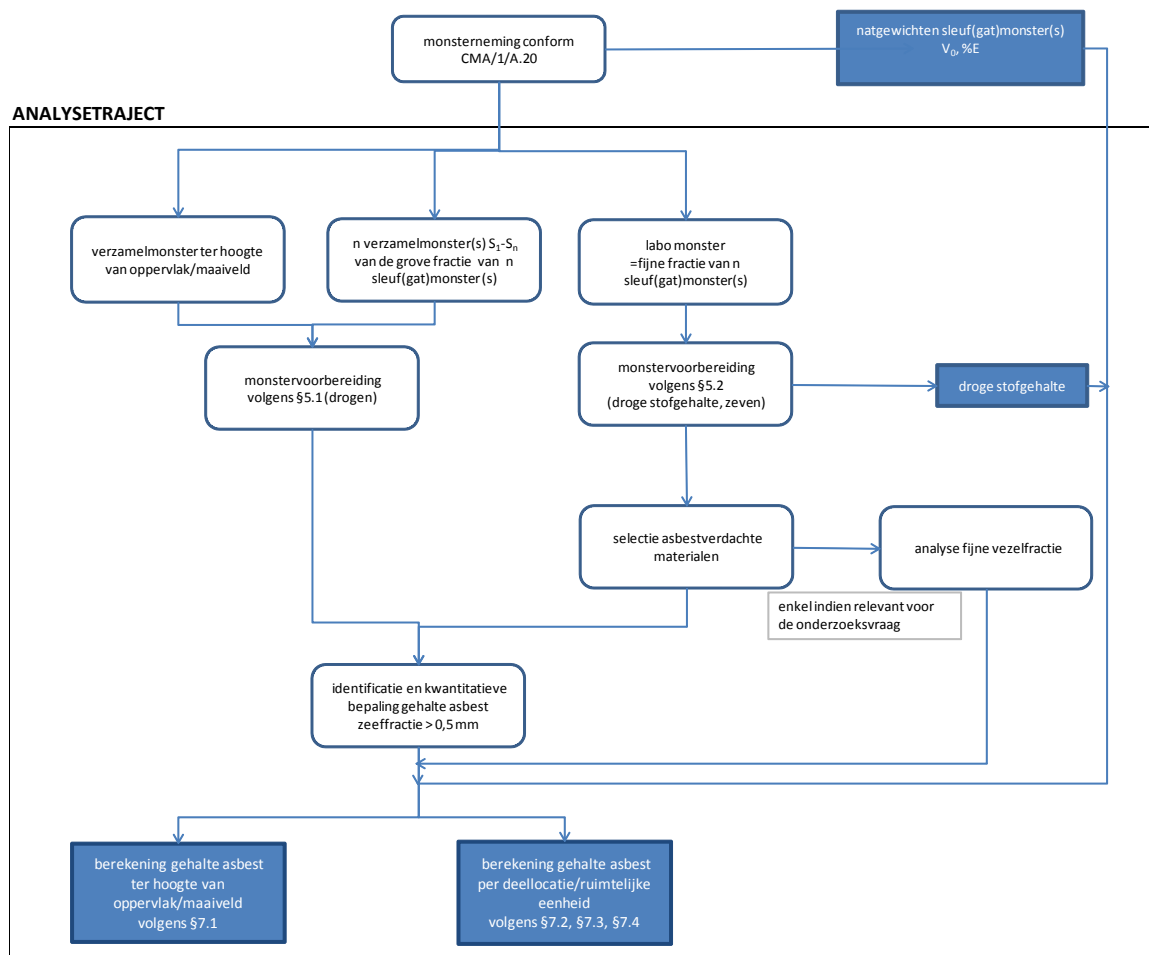 monsterneming conform
CMA/1/A.20
natgewichten sleuf(gat)monster(s)
V₀, %E
ANALYSETRAJECT
verzamelmonster ter hoogte
van oppervlak/maaiveld
n verzamelmonster(s) S₁-Sₙ
van de grove fractie van n
sleuf(gat)monster(s)
labo monster
=fijne fractie van n
sleuf(gat)monster(s)
monstervoorbereiding
volgens §5.1 (drogen)
monstervoorbereiding
volgens §5.2
(droge stofgehalte, zeven)
droge stofgehalte
selectie asbestverdachte
materialen
analyse fijne vezelfractie
enkel indien relevant voor
de onderzoeksvraag
identificatie en kwantitatieve
bepaling gehalte asbest
zeeffractie > 0,5 mm
berekening gehalte asbest
ter hoogte van
oppervlak/maaiveld
volgens §7.1
berekening gehalte asbest
per deellocatie/ruimtelijke
eenheid
volgens §7.2, §7.3, §7.4